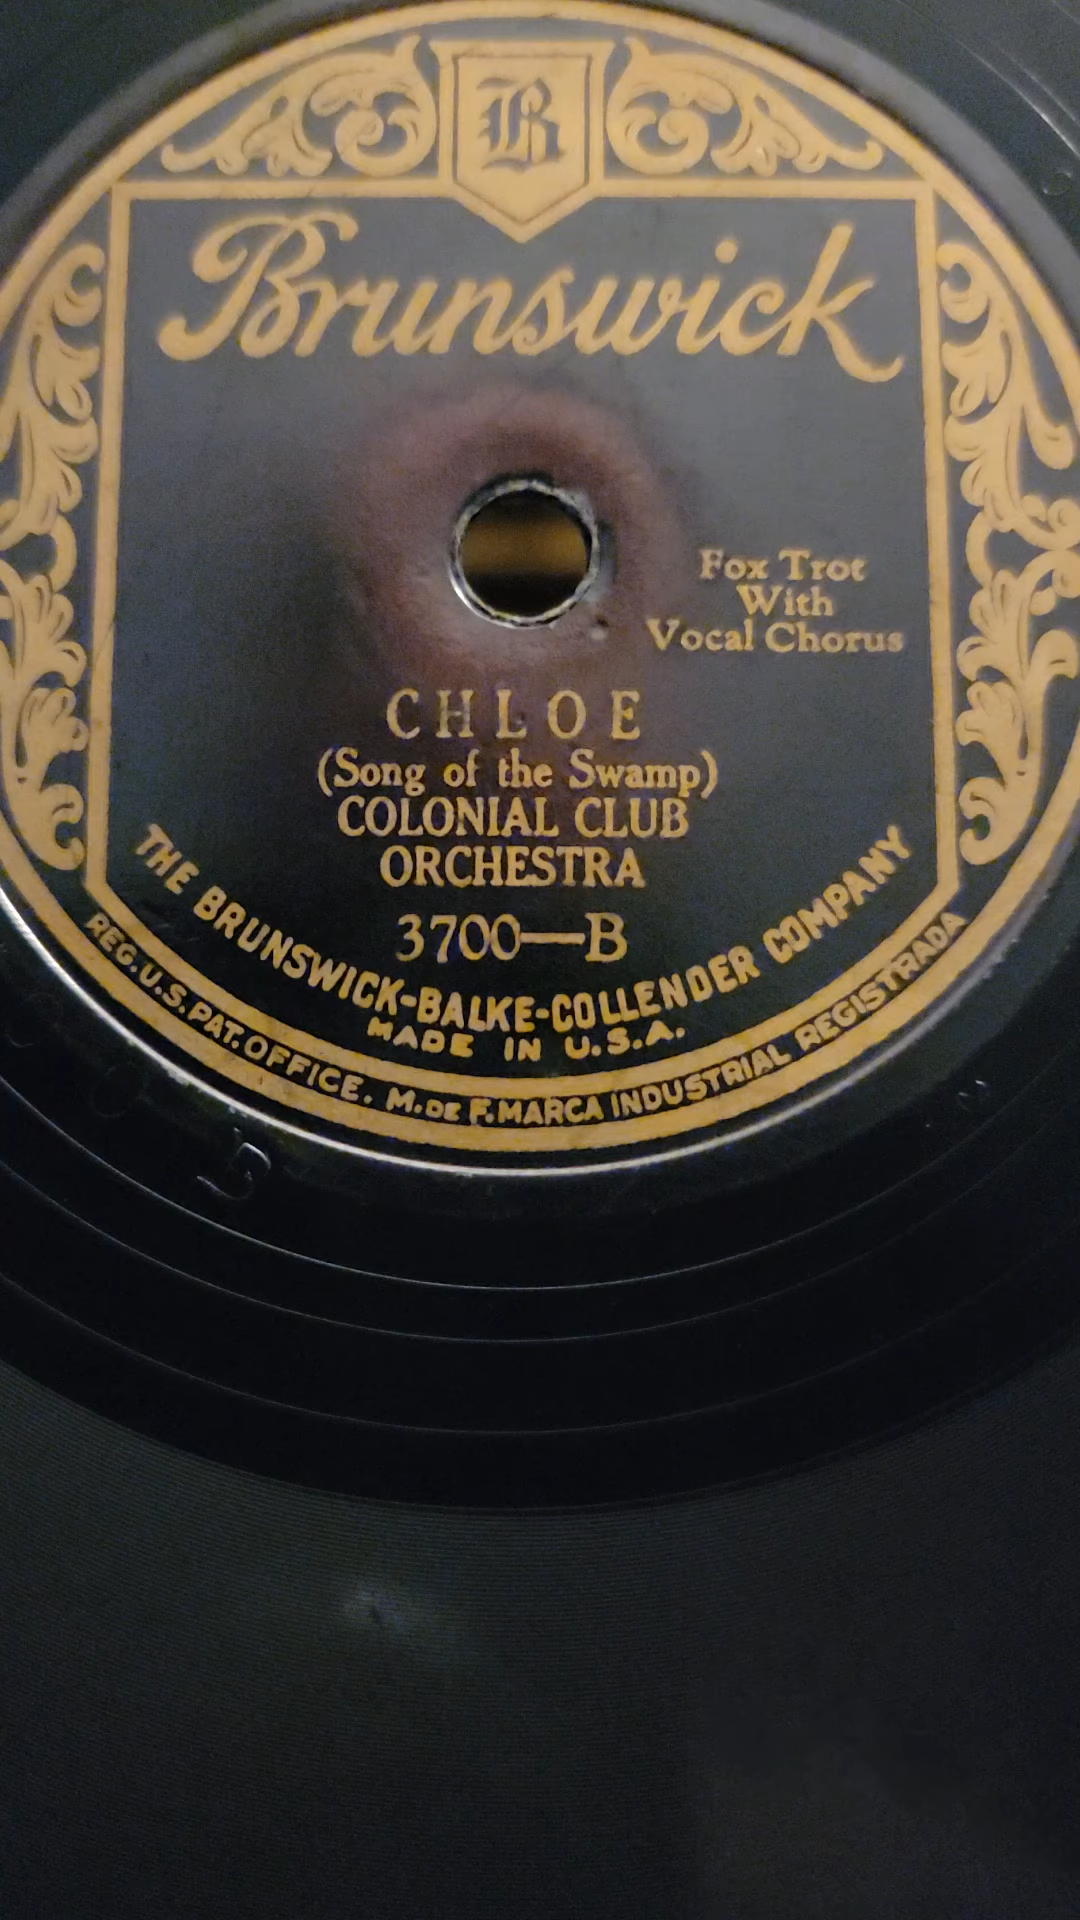 B
Brunswick
Fox Trot
With
Vocal Chorus
CHLOE
(Song of the Swamp)
COLONIAL CLUB
ORCHESTRA
3700—B
THE BRUNSWICK-BALKE-COLLENDER COMPANY
MADE IN U.S.A.
REG. U.S. PAT. OFFICE. M. DE F. MARCA INDUSTRIAL REGISTRADA